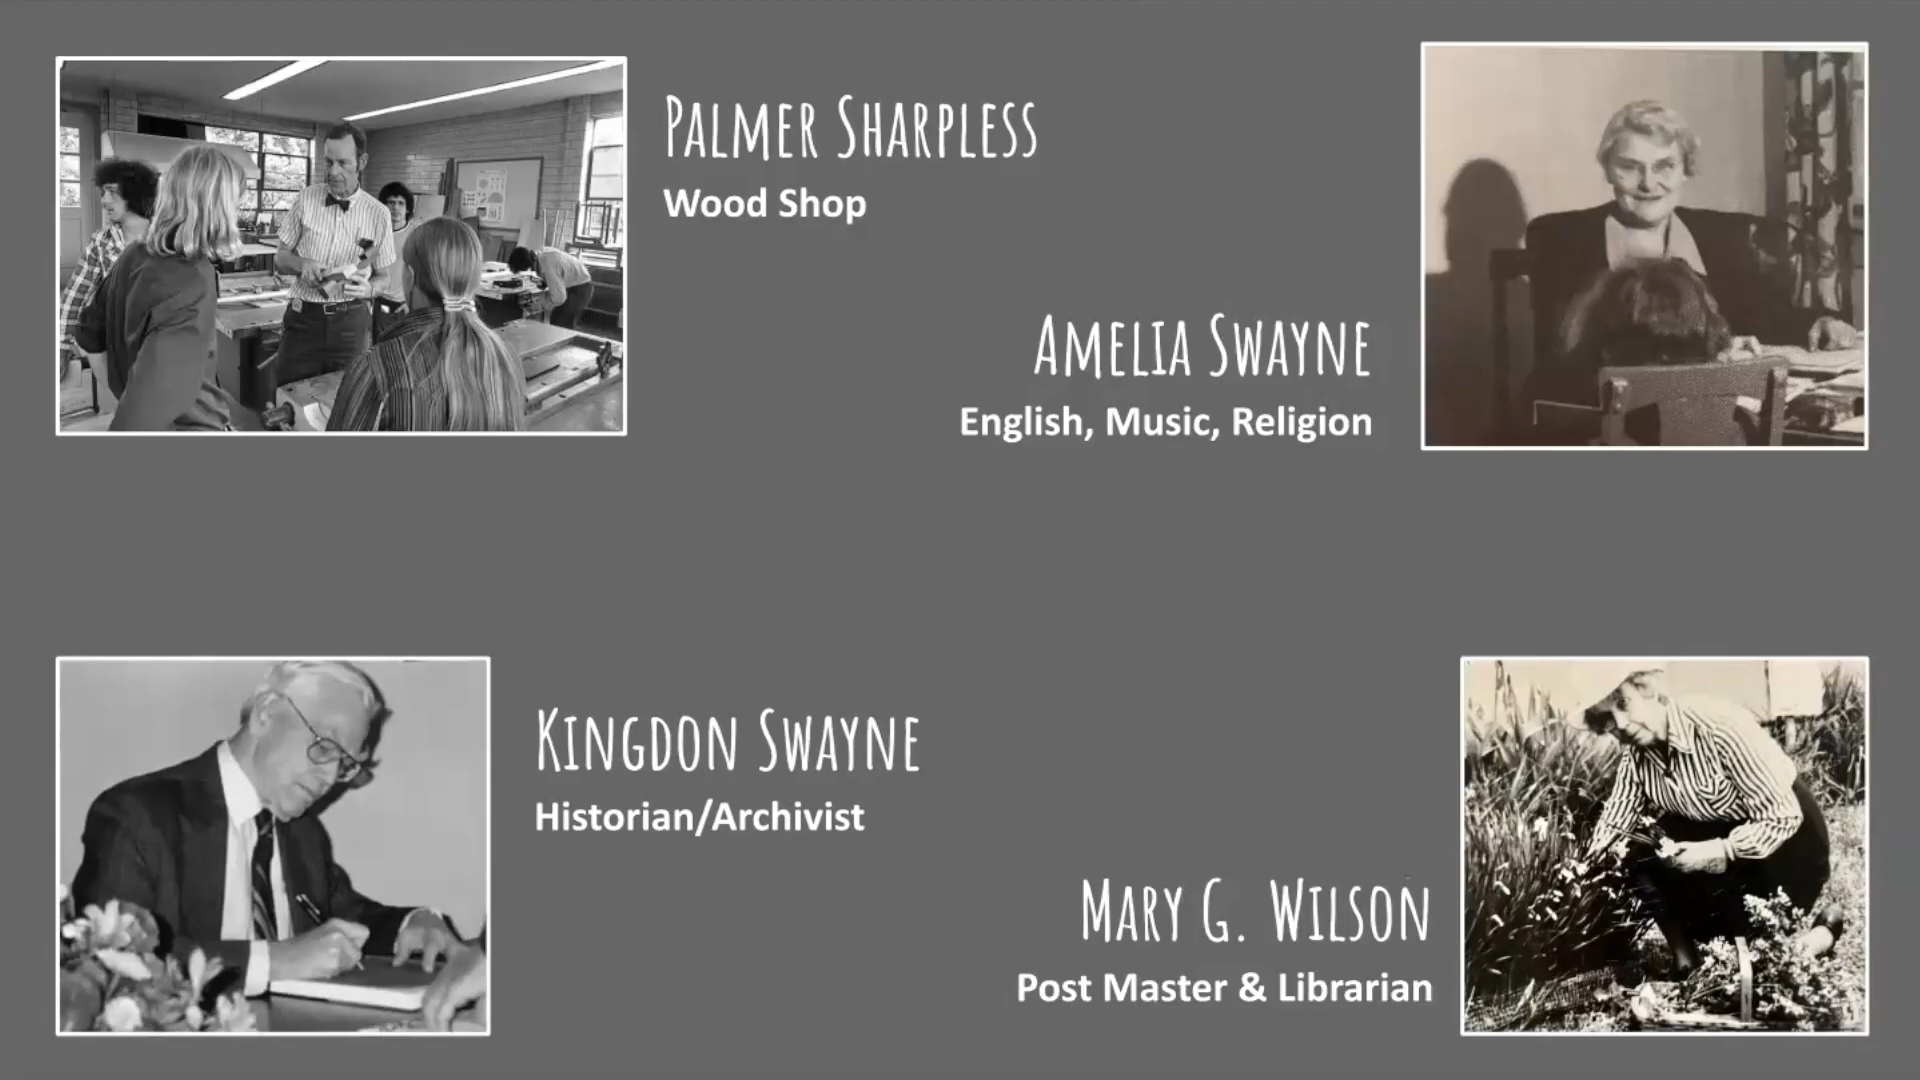 Palmer Sharpless
Wood Shop
Amelia Swayne
English, Music, Religion
Kingdon Swayne
Historian/Archivist
Mary G. Wilson
Post Master & Librarian